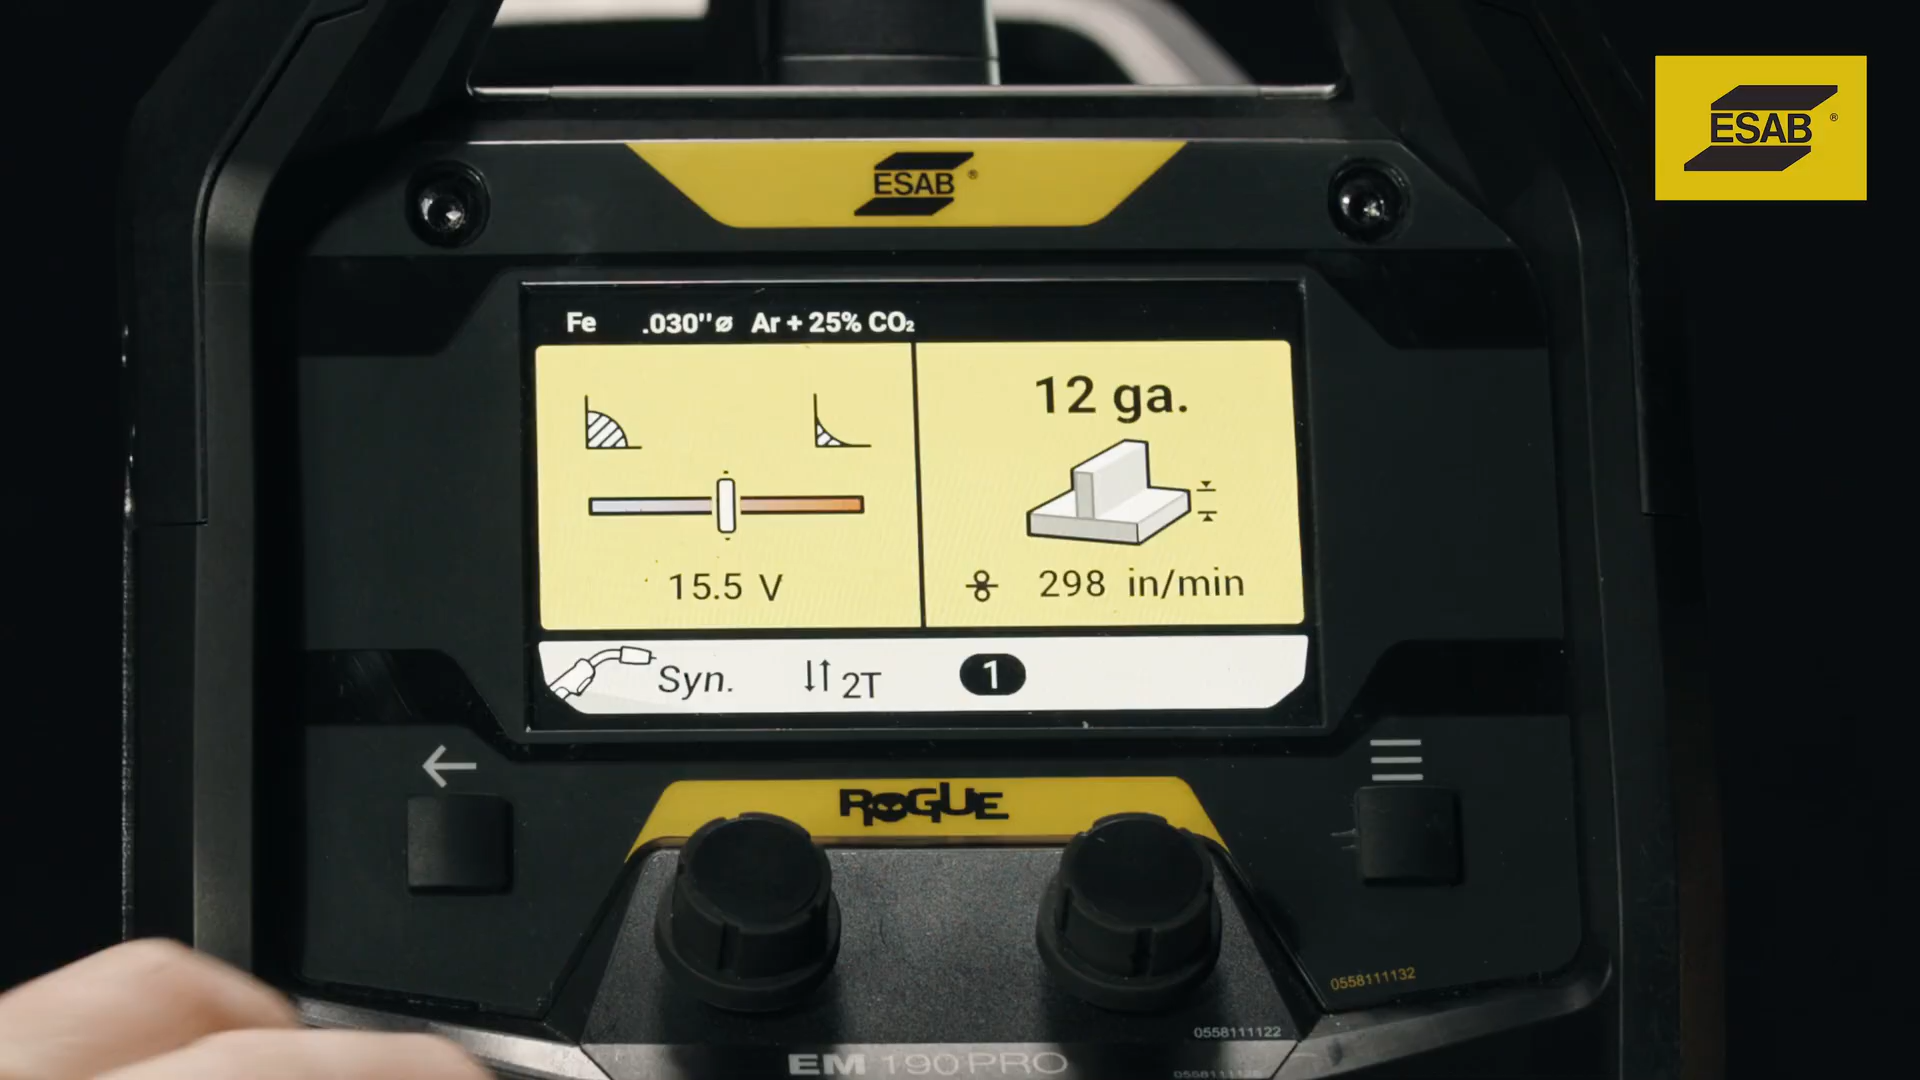 ESAB ®
ESAB ®
Fe .030"ø Ar + 25% CO₂
12 ga.
15.5 V
298 in/min
Syn. 2T 1
ROGUE
0558111132
0558111122
EM 190 PRO